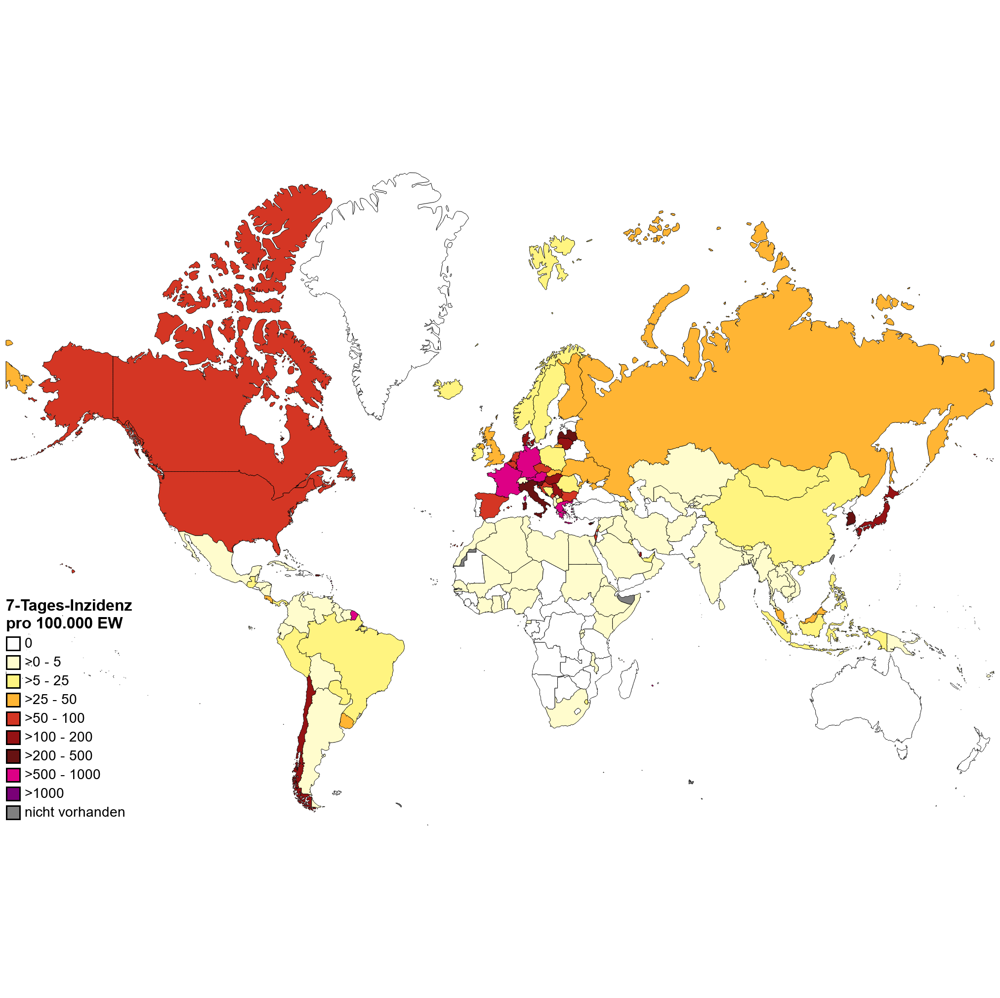 7-Tages-Inzidenz
pro 100.000 EW
0
>0 - 5
>5 - 25
>25 - 50
>50 - 100
>100 - 200
>200 - 500
>500 - 1000
>1000
nicht vorhanden